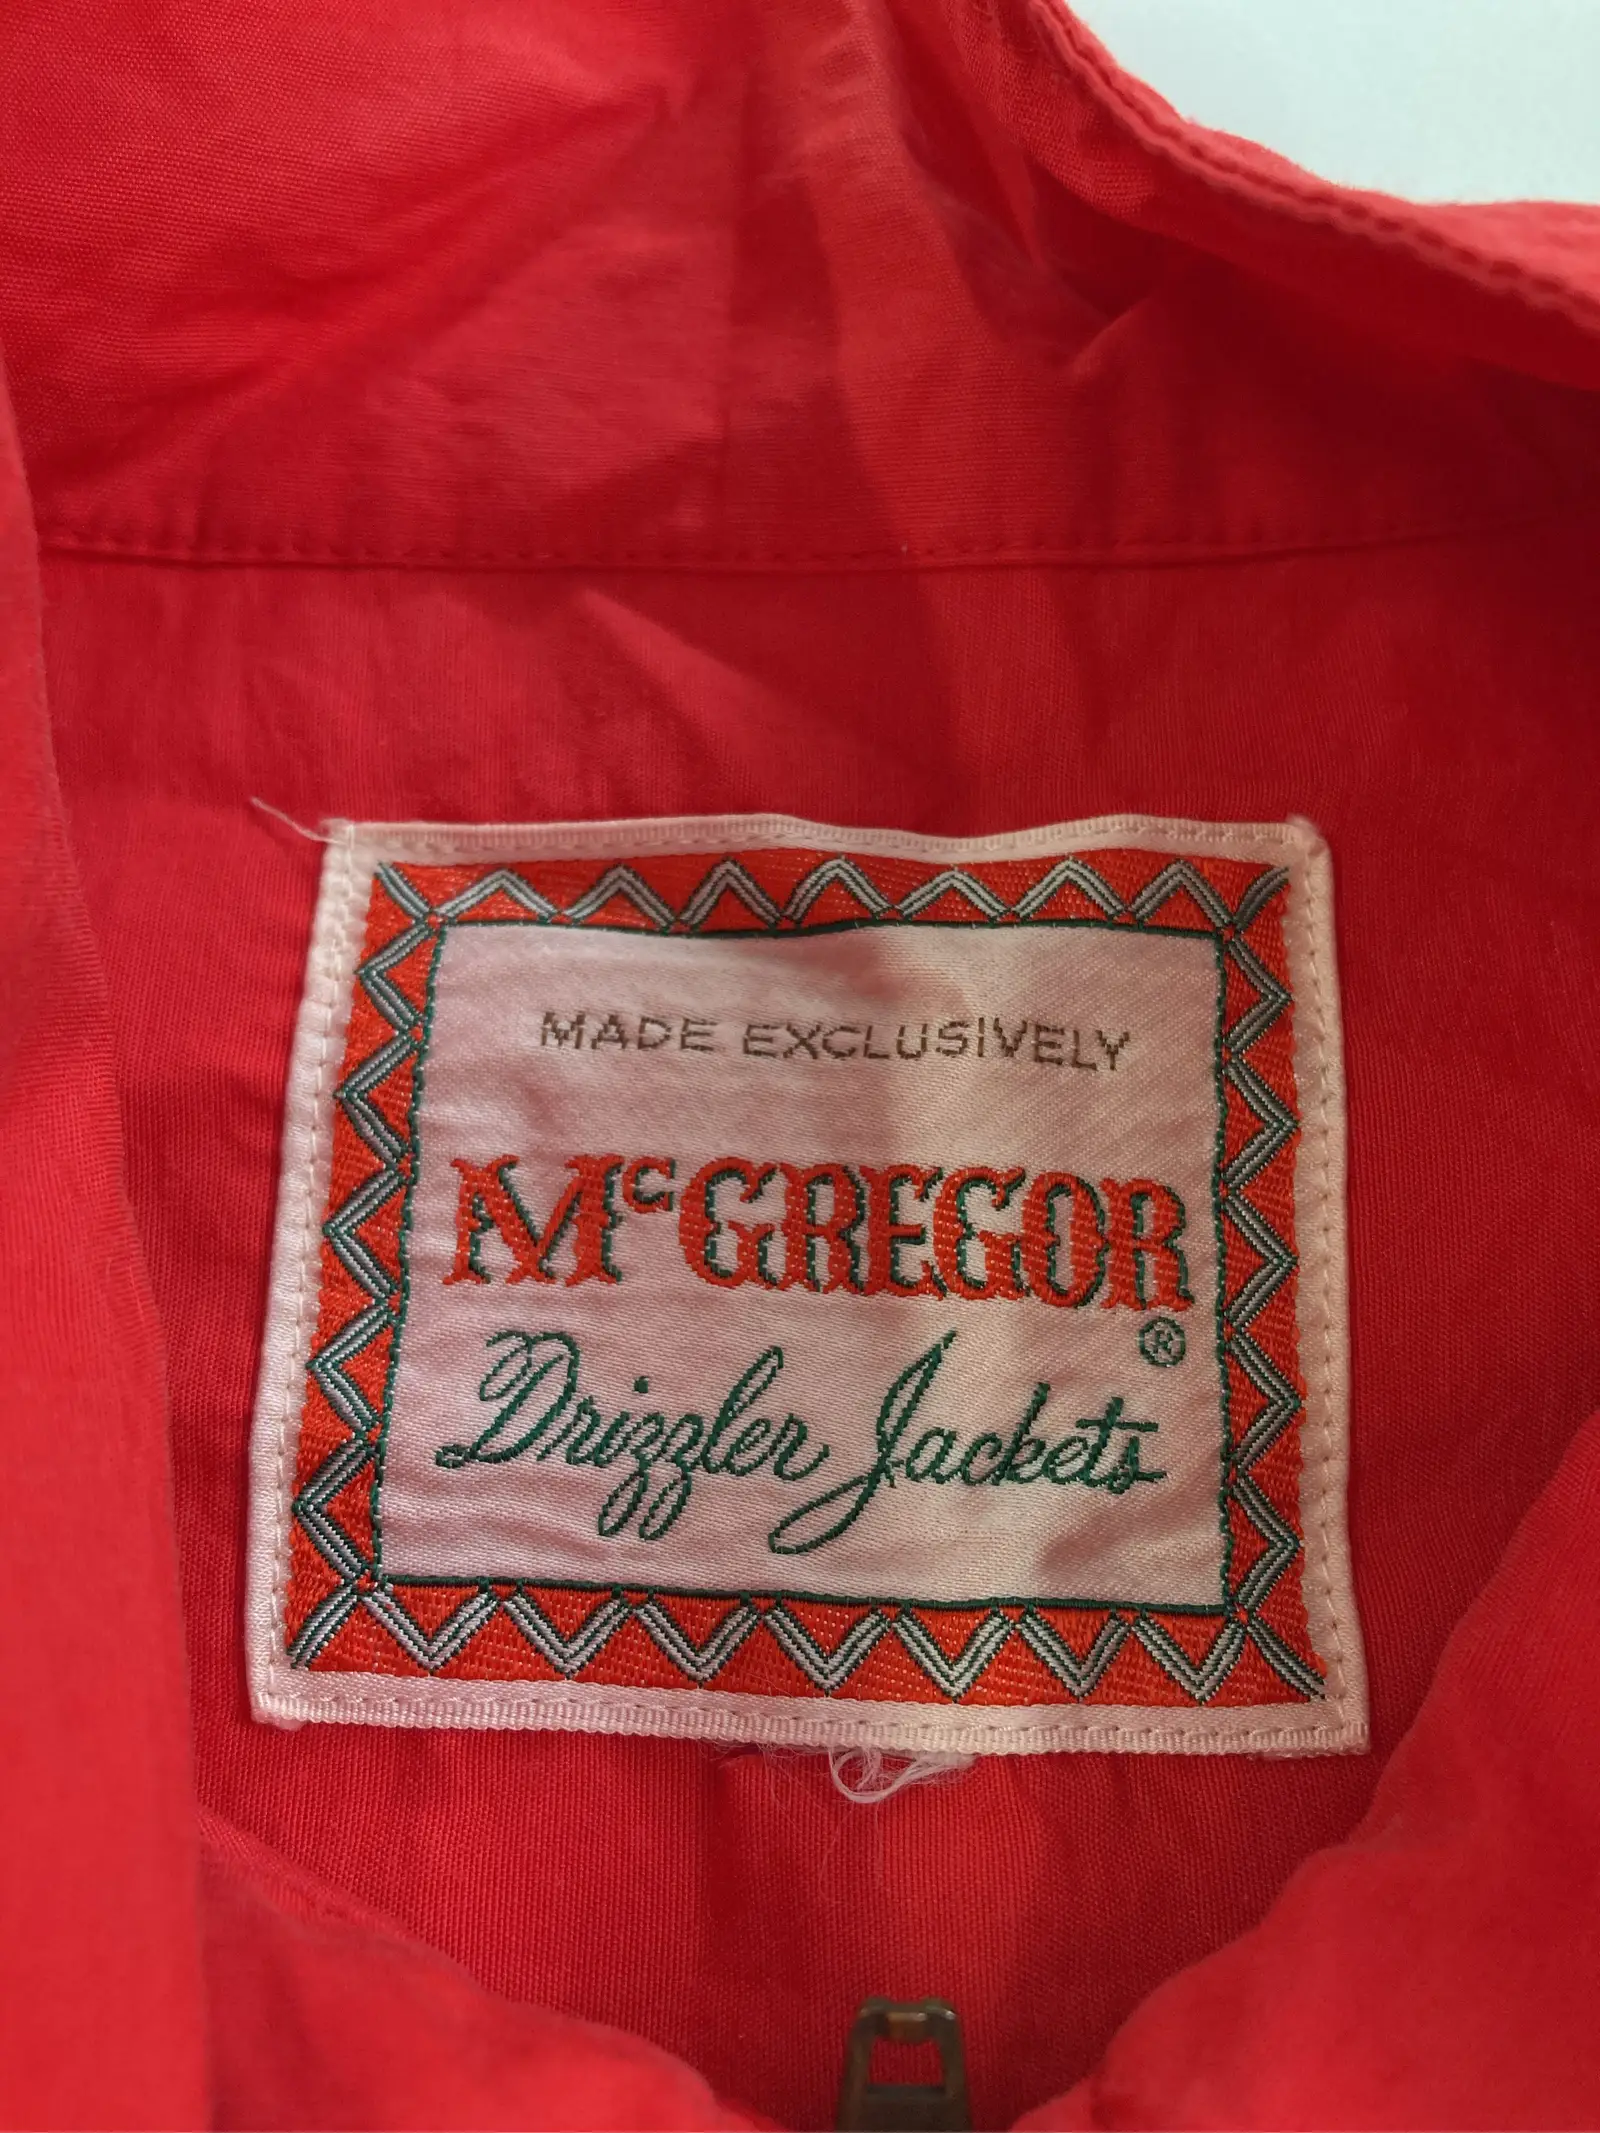 MADE EXCLUSIVELY
McGREGOR
®
Drizzler Jackets